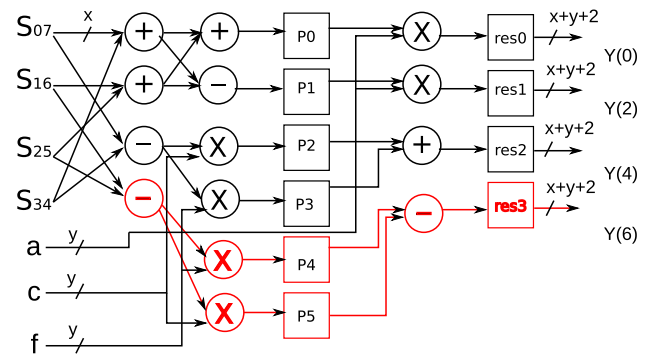 S07 x + + P0 X res0 x+y+2 Y(0)
S16 + − P1 X res1 x+y+2 Y(2)
S25 − X P2 + res2 x+y+2 Y(4)
S34 − X P3 − res3 x+y+2 Y(6)
a y
X P4
c y
X P5
f y